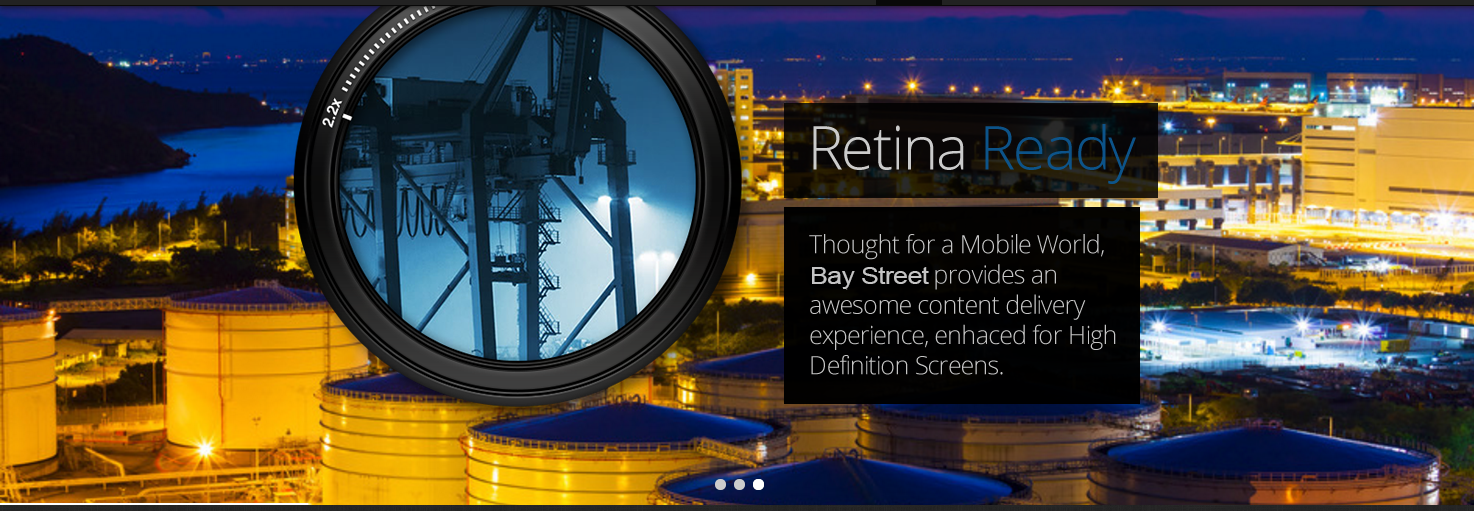 2.2x
Retina Ready
Thought for a Mobile World,
Bay Street provides an
awesome content delivery
experience, enhaced for High
Definition Screens.